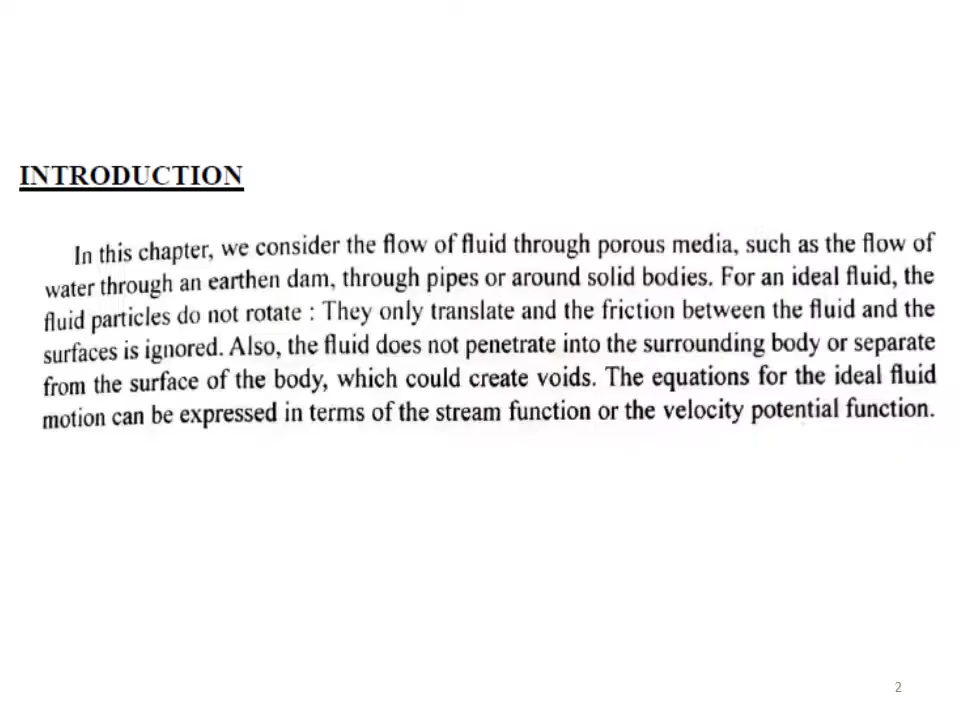 INTRODUCTION
In this chapter, we consider the flow of fluid through porous media, such as the flow of
water through an earthen dam, through pipes or around solid bodies. For an ideal fluid, the
fluid particles do not rotate : They only translate and the friction between the fluid and the
surfaces is ignored. Also, the fluid does not penetrate into the surrounding body or separate
from the surface of the body, which could create voids. The equations for the ideal fluid
motion can be expressed in terms of the stream function or the velocity potential function.
2